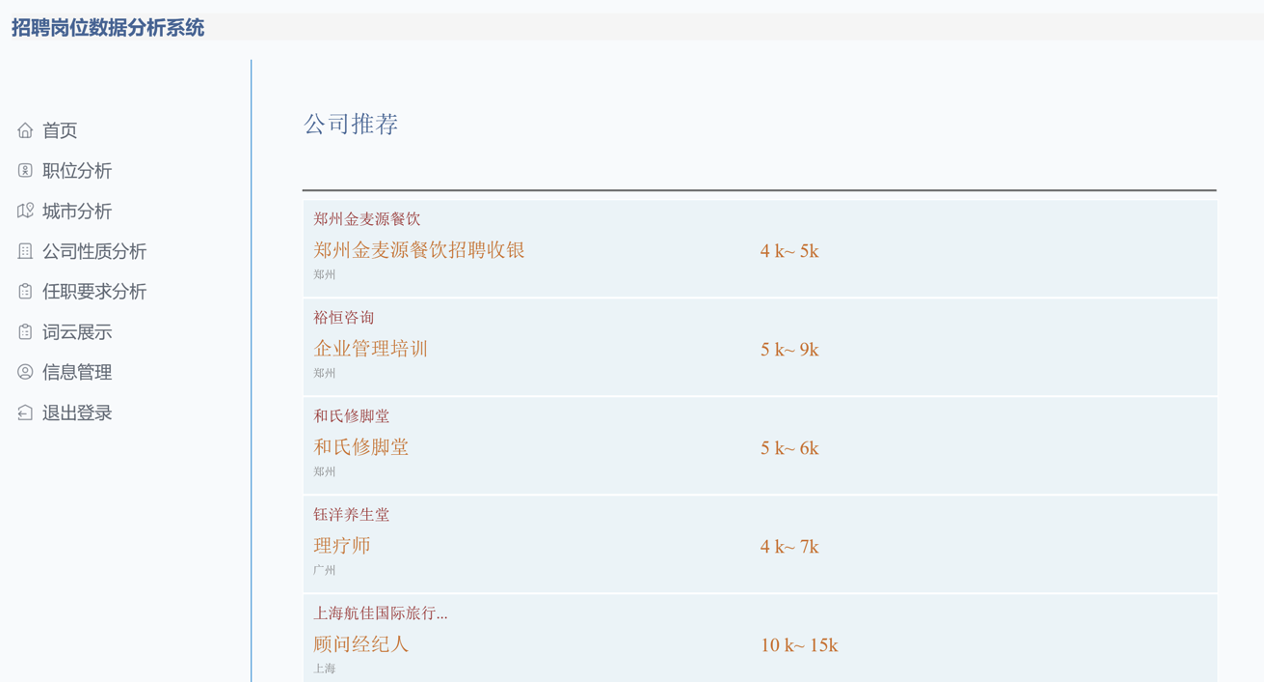 招聘岗位数据分析系统
首页
职位分析
城市分析
公司性质分析
任职要求分析
词云展示
信息管理
退出登录
公司推荐
郑州金麦源餐饮
郑州金麦源餐饮招聘收银
4 k~ 5k
郑州
裕恒咨询
企业管理培训
5 k~ 9k
郑州
和氏修脚堂
和氏修脚堂
5 k~ 6k
郑州
钰洋养生堂
理疗师
4 k~ 7k
广州
上海航佳国际旅行...
顾问经纪人
10 k~ 15k
上海